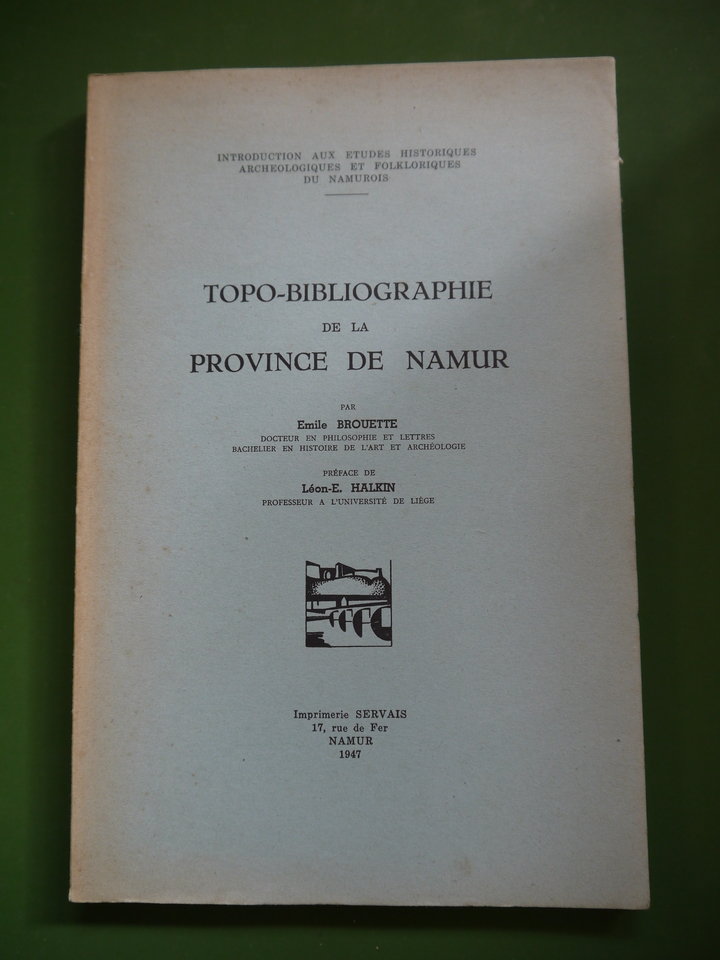 INTRODUCTION AUX ETUDES HISTORIQUES
ARCHEOLOGIQUES ET FOLKLORIQUES
DU NAMUROIS
TOPO-BIBLIOGRAPHIE
DE LA
PROVINCE DE NAMUR
PAR
Emile BROUETTE
DOCTEUR EN PHILOSOPHIE ET LETTRES
BACHELIER EN HISTOIRE DE L'ART ET ARCHÉOLOGIE
PRÉFACE DE
Léon-E. HALKIN
PROFESSEUR A L'UNIVERSITÉ DE LIÈGE
Imprimerie SERVAIS
17, rue de Fer
NAMUR
1947